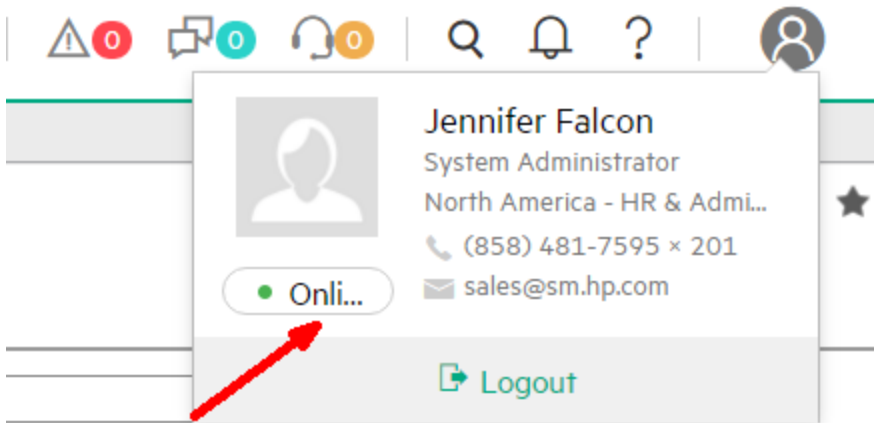 0 0 0 ?
Jennifer Falcon
System Administrator
North America - HR & Admi...
(858) 481-7595 × 201
Onli...
sales@sm.hp.com
Logout